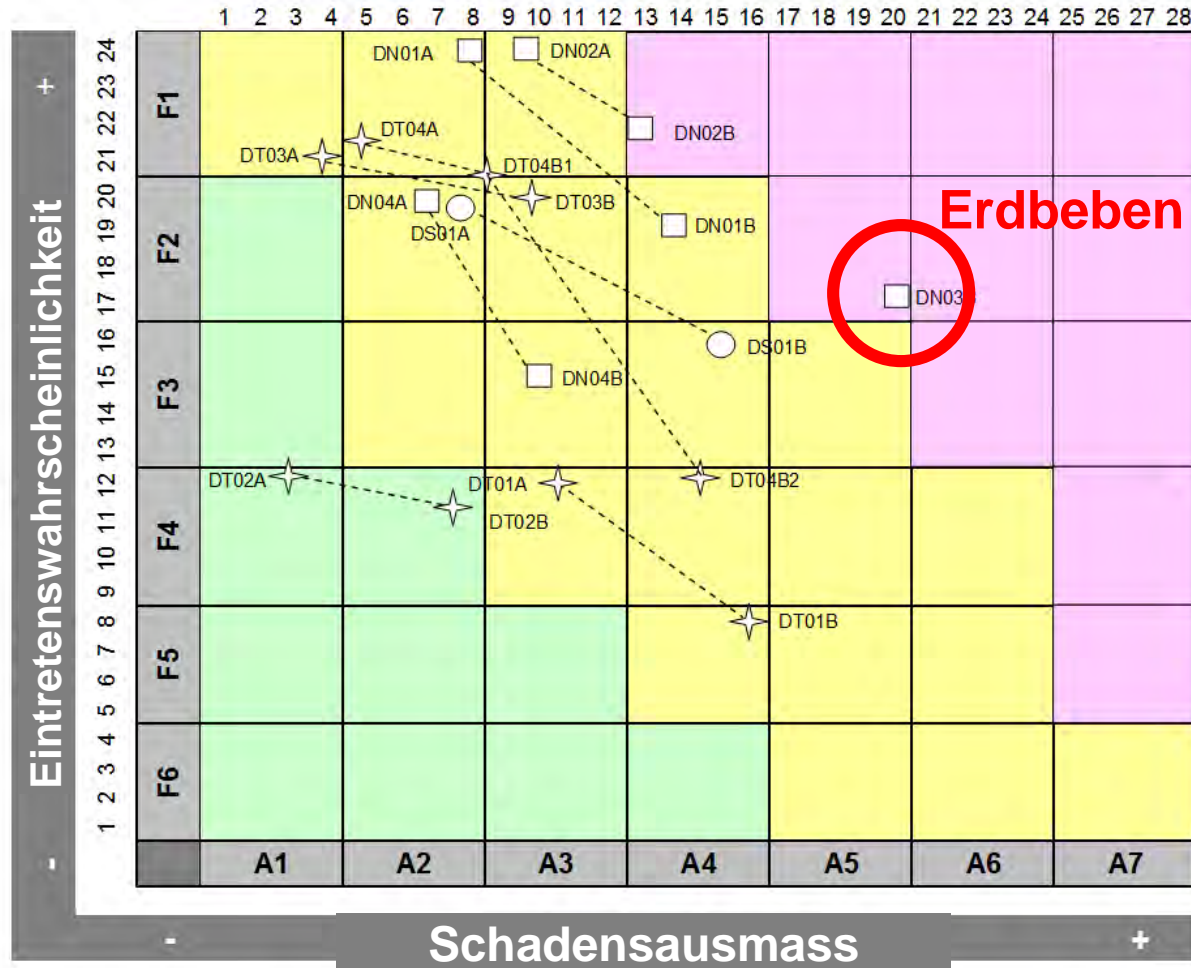 1 2 3 4 5 6 7 8 9 10 11 12 13 14 15 16 17 18 19 20 21 22 23 24 25 26 27 28
+
Eintretenswahrscheinlichkeit
-
24
23
22
21
20
19
18
17
16
15
14
13
12
11
10
9
8
7
6
5
4
3
2
1
F1
F2
F3
F4
F5
F6
DN01A
DN02A
DT04A
DN02B
DT03A
DT04B1
DN04A
DT03B
Erdbeben
DS01A
DN01B
DN03
DS01B
DN04B
DT02A
DT01A
DT04B2
DT02B
DT01B
A1 A2 A3 A4 A5 A6 A7
- Schadensausmass +